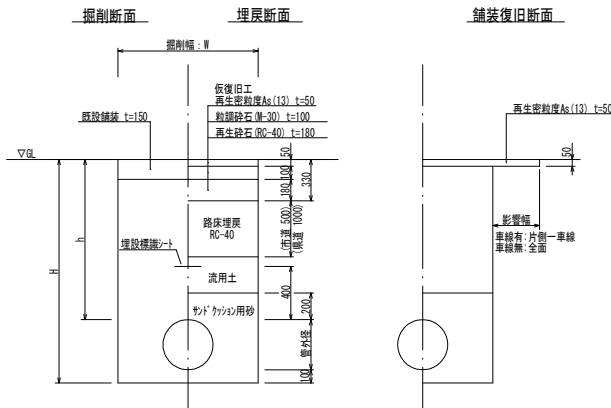 掘削断面
埋戻断面
舗装復旧断面
掘削幅：W
仮復旧工
再生密粒度As(13) t=50
粒調砕石(M-30) t=100
再生砕石(RC-40) t=180
既設舗装 t=150
再生密粒度As(13) t=50
▽GL
50
100
180
330
50
路床埋戻
RC-40
(市道 500)
(県道 1000)
影響幅
車線有：片側一車線
車線無：全面
埋設標識シート
流用土
400
h
H
サンドクッション用砂
200
管外径
100